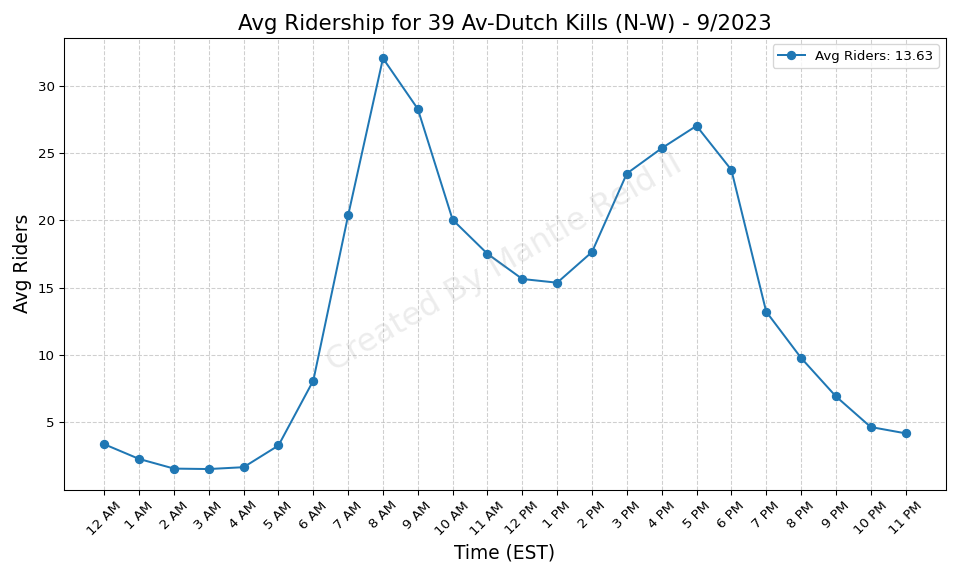 Avg Ridership for 39 Av-Dutch Kills (N-W) - 9/2023
Avg Riders: 13.63
Avg Riders
30
25
20
15
10
5
Created By Mantle Reid II
12 AM
1 AM
2 AM
3 AM
4 AM
5 AM
6 AM
7 AM
8 AM
9 AM
10 AM
11 AM
12 PM
1 PM
2 PM
3 PM
4 PM
5 PM
6 PM
7 PM
8 PM
9 PM
10 PM
11 PM
Time (EST)